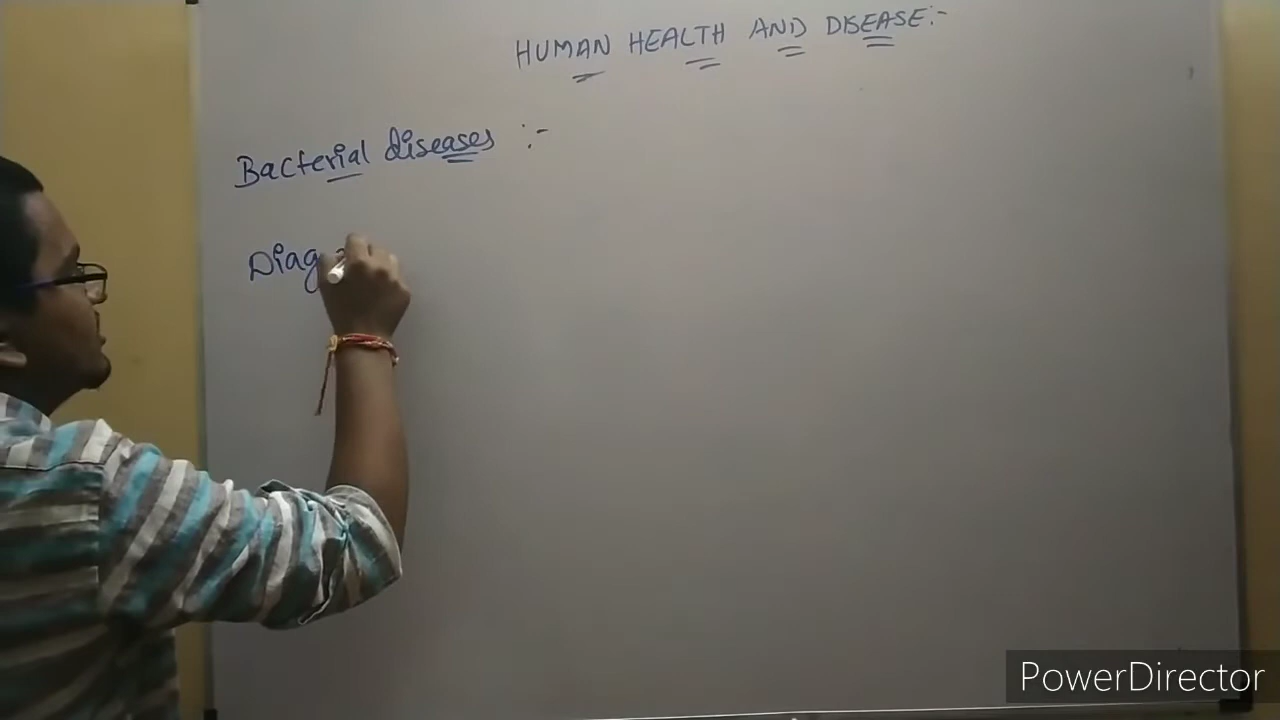 HUMAN HEALTH AND DISEASE:-
Bacterial diseases :-
Diag
PowerDirector